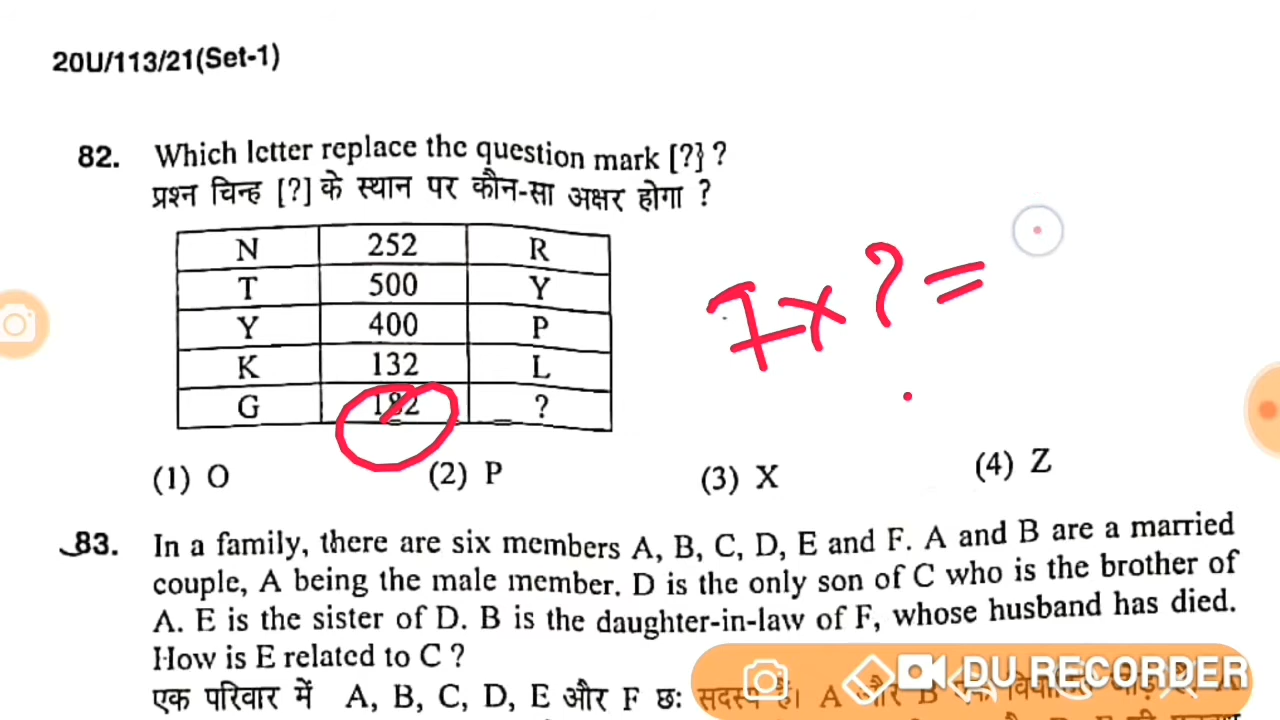 20U/113/21(Set-1)
82. Which letter replace the question mark [?} ?
प्रश्न चिन्ह [?] के स्थान पर कौन-सा अक्षर होगा ?
N 252 R
T 500 Y
Y 400 P
K 132 L
G 182 ?
7x?=
(1) O (2) P (3) X (4) Z
83. In a family, there are six members A, B, C, D, E and F. A and B are a married
couple, A being the male member. D is the only son of C who is the brother of
A. E is the sister of D. B is the daughter-in-law of F, whose husband has died.
How is E related to C ?
एक परिवार में A, B, C, D, E और F छः सदस्य हैं। A और B
DU RECORDER